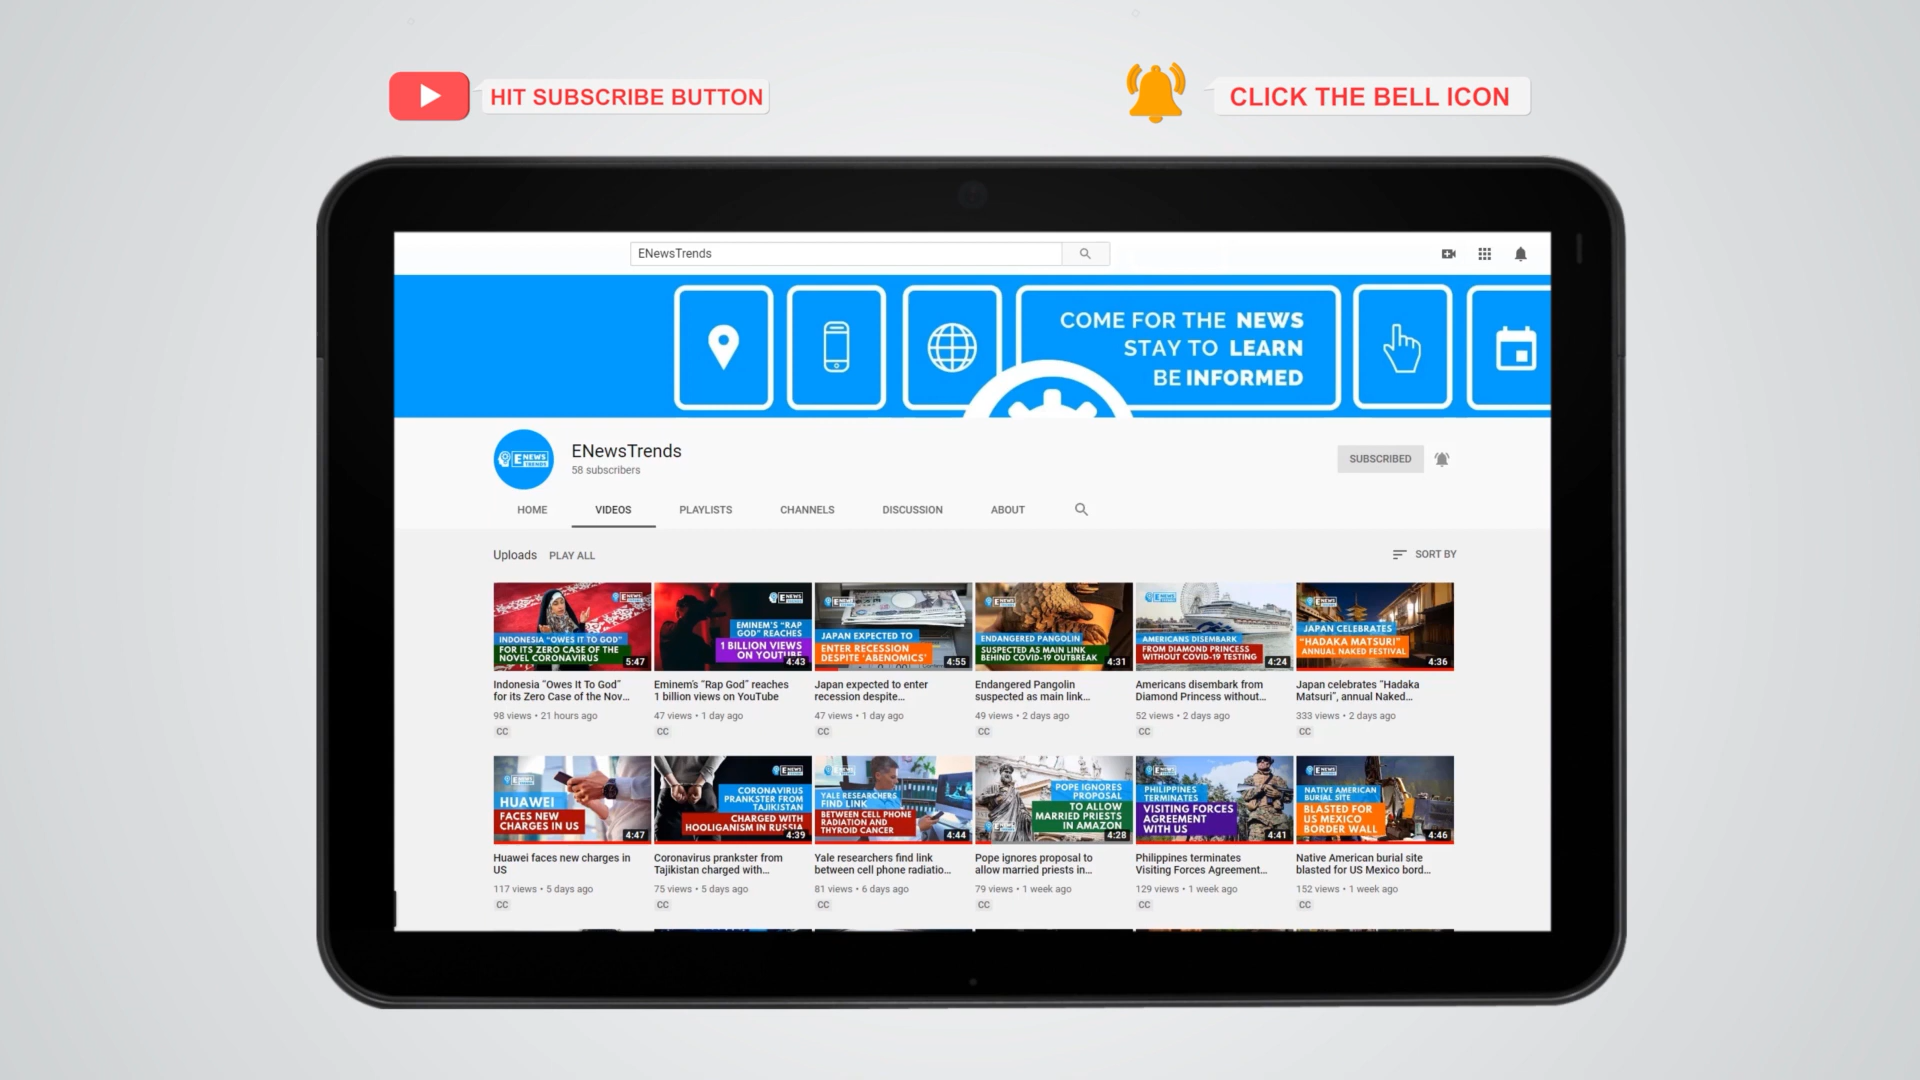 HIT SUBSCRIBE BUTTON
CLICK THE BELL ICON
ENewsTrends
COME FOR THE NEWS
STAY TO LEARN
BE INFORMED
E NEWS
TRENDS
ENewsTrends
58 subscribers
SUBSCRIBED
HOME VIDEOS PLAYLISTS CHANNELS DISCUSSION ABOUT
Uploads PLAY ALL
SORT BY
INDONESIA "OWES IT TO GOD"
FOR ITS ZERO CASE OF THE
NOVEL CORONAVIRUS
5:47
EMINEM'S "RAP
GOD" REACHES
1 BILLION VIEWS
ON YOUTUBE
4:43
JAPAN EXPECTED TO
ENTER RECESSION
DESPITE 'ABENOMICS'
4:55
ENDANGERED PANGOLIN
SUSPECTED AS MAIN LINK
BEHIND COVID-19 OUTBREAK
4:31
AMERICANS DISEMBARK
FROM DIAMOND PRINCESS
WITHOUT COVID-19 TESTING
4:24
JAPAN CELEBRATES
"HADAKA MATSURI"
ANNUAL NAKED FESTIVAL
4:36
Indonesia "Owes It To God"
for its Zero Case of the Nov...
98 views • 21 hours ago
CC
Eminem's "Rap God" reaches
1 billion views on YouTube
47 views • 1 day ago
CC
Japan expected to enter
recession despite...
47 views • 1 day ago
CC
Endangered Pangolin
suspected as main link...
49 views • 2 days ago
CC
Americans disembark from
Diamond Princess without...
52 views • 2 days ago
CC
Japan celebrates "Hadaka
Matsuri", annual Naked...
333 views • 2 days ago
CC
HUAWEI
FACES NEW
CHARGES IN US
4:47
CORONAVIRUS
PRANKSTER FROM
TAJIKISTAN
CHARGED WITH
HOOLIGANISM IN RUSSIA
4:39
YALE RESEARCHERS
FIND LINK
BETWEEN CELL PHONE
RADIATION AND
THYROID CANCER
4:44
POPE IGNORES
PROPOSAL
TO ALLOW
MARRIED PRIESTS
IN AMAZON
4:28
PHILIPPINES
TERMINATES
VISITING FORCES
AGREEMENT
WITH US
4:41
NATIVE AMERICAN
BURIAL SITE
BLASTED FOR
US MEXICO
BORDER WALL
4:46
Huawei faces new charges in
US
117 views • 5 days ago
CC
Coronavirus prankster from
Tajikistan charged with...
75 views • 5 days ago
CC
Yale researchers find link
between cell phone radiatio...
81 views • 6 days ago
CC
Pope ignores proposal to
allow married priests in...
79 views • 1 week ago
CC
Philippines terminates
Visiting Forces Agreement...
129 views • 1 week ago
CC
Native American burial site
blasted for US Mexico bord...
152 views • 1 week ago
CC